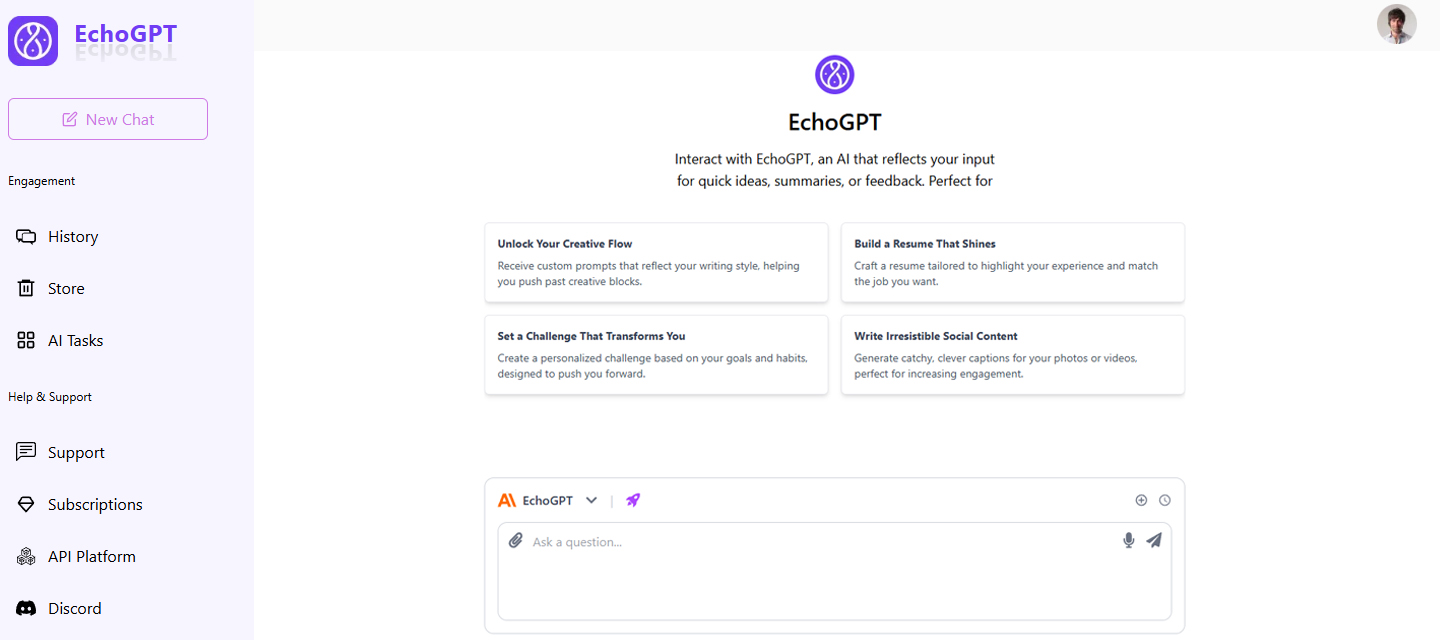 EchoGPT
New Chat
Engagement
History
Store
AI Tasks
Help & Support
Support
Subscriptions
API Platform
Discord
EchoGPT
Interact with EchoGPT, an AI that reflects your input
for quick ideas, summaries, or feedback. Perfect for
Unlock Your Creative Flow
Receive custom prompts that reflect your writing style, helping
you push past creative blocks.
Build a Resume That Shines
Craft a resume tailored to highlight your experience and match
the job you want.
Set a Challenge That Transforms You
Create a personalized challenge based on your goals and habits,
designed to push you forward.
Write Irresistible Social Content
Generate catchy, clever captions for your photos or videos,
perfect for increasing engagement.
EchoGPT
Ask a question...